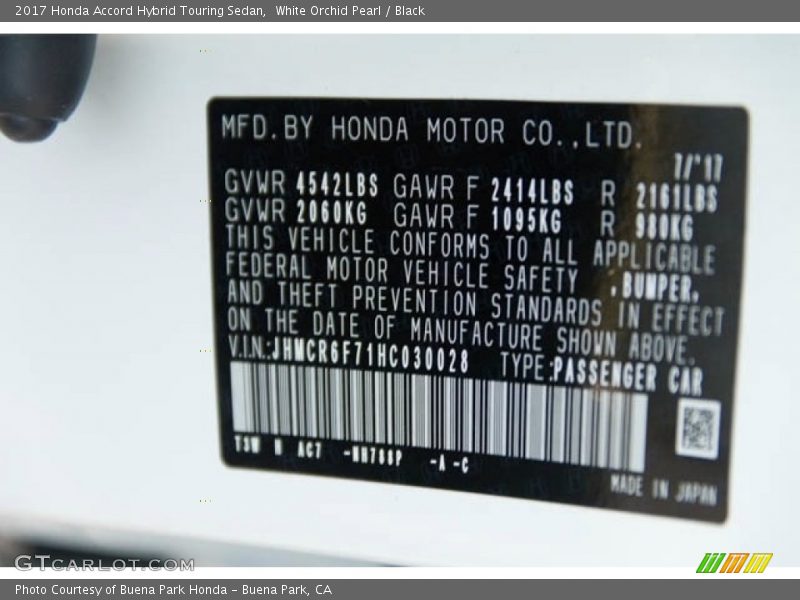 2017 Honda Accord Hybrid Touring Sedan,  White Orchid Pearl / Black
MFD. BY HONDA MOTOR CO.,LTD.
7/'17
GVWR 4542LBS GAWR F 2414LBS R 2161LBS
GVWR 2060KG GAWR F 1095KG R 980KG
THIS VEHICLE CONFORMS TO ALL APPLICABLE
FEDERAL MOTOR VEHICLE SAFETY ,BUMPER,
AND THEFT PREVENTION STANDARDS IN EFFECT
ON THE DATE OF MANUFACTURE SHOWN ABOVE.
V.I.N.:JHMCR6F71HC030028 TYPE:PASSENGER CAR
T3W N AC7 -NH788P -A-C
MADE IN JAPAN
GTCARLOT.COM
Photo Courtesy of Buena Park Honda - Buena Park, CA